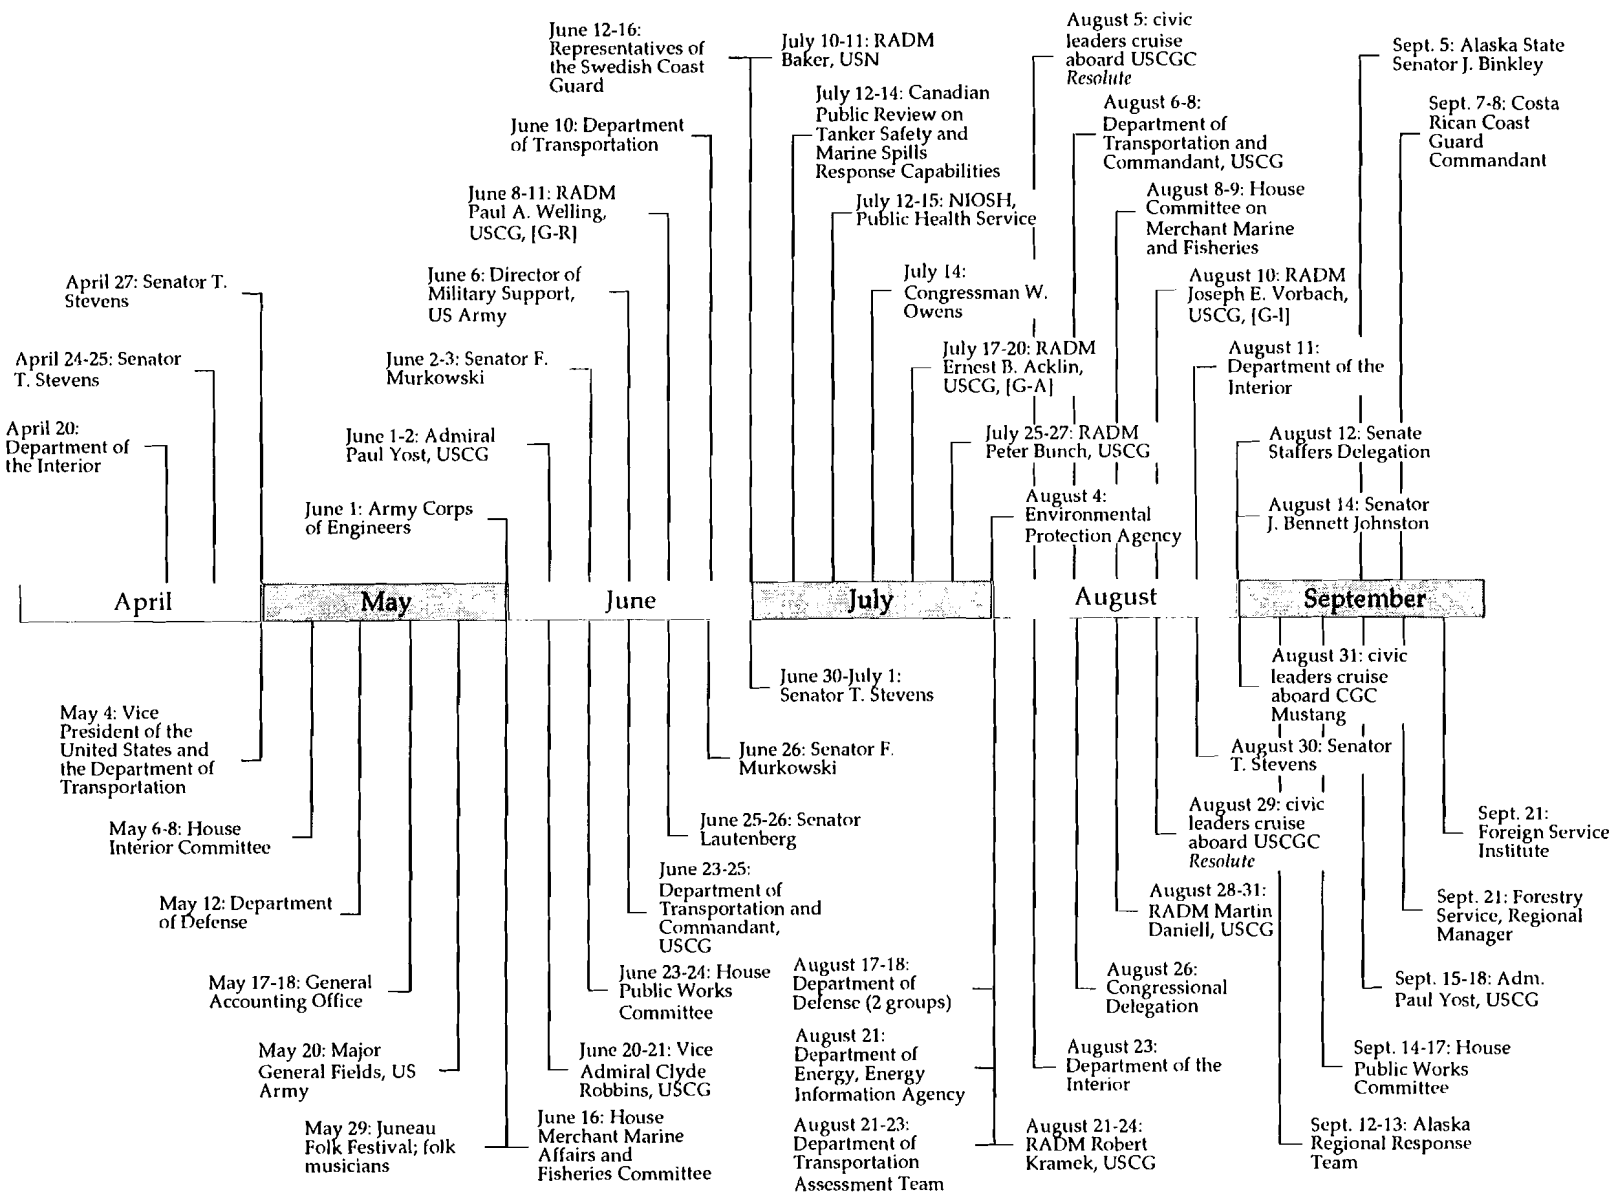 April 20:
Department of
the Interior
April 24-25: Senator
T. Stevens
April 27: Senator T.
Stevens
June 1: Army Corps
of Engineers
June 1-2: Admiral
Paul Yost, USCG
June 2-3: Senator F.
Murkowski
June 6: Director of
Military Support,
US Army
June 8-11: RADM
Paul A. Welling,
USCG, [G-R]
June 10: Department
of Transportation
June 12-16:
Representatives of
the Swedish Coast
Guard
July 10-11: RADM
Baker, USN
July 12-14: Canadian
Public Review on
Tanker Safety and
Marine Spills
Response Capabilities
July 12-15: NIOSH,
Public Health Service
July 14:
Congressman W.
Owens
July 17-20: RADM
Ernest B. Acklin,
USCG, [G-A]
July 25-27: RADM
Peter Bunch, USCG
August 4:
Environmental
Protection Agency
August 5: civic
leaders cruise
aboard USCGC
Resolute
August 6-8:
Department of
Transportation and
Commandant, USCG
August 8-9: House
Committee on
Merchant Marine
and Fisheries
August 10: RADM
Joseph E. Vorbach,
USCG, [G-I]
August 11:
Department of the
Interior
August 12: Senate
Staffers Delegation
August 14: Senator
J. Bennett Johnston
Sept. 5: Alaska State
Senator J. Binkley
Sept. 7-8: Costa
Rican Coast
Guard
Commandant
April
May
June
July
August
September
May 4: Vice
President of the
United States and
the Department of
Transportation
May 6-8: House
Interior Committee
May 12: Department
of Defense
May 17-18: General
Accounting Office
May 20: Major
General Fields, US
Army
May 29: Juneau
Folk Festival; folk
musicians
June 16: House
Merchant Marine
Affairs and
Fisheries Committee
June 20-21: Vice
Admiral Clyde
Robbins, USCG
June 23-24: House
Public Works
Committee
June 23-25:
Department of
Transportation and
Commandant,
USCG
June 25-26: Senator
Lautenberg
June 26: Senator F.
Murkowski
June 30-July 1:
Senator T. Stevens
August 17-18:
Department of
Defense (2 groups)
August 21:
Department of
Energy, Energy
Information Agency
August 21-23:
Department of
Transportation
Assessment Team
August 21-24:
RADM Robert
Kramek, USCG
August 23:
Department of the
Interior
August 26:
Congressional
Delegation
August 28-31:
RADM Martin
Daniell, USCG
August 29: civic
leaders cruise
aboard USCGC
Resolute
August 30: Senator
T. Stevens
August 31: civic
leaders cruise
aboard CGC
Mustang
Sept. 12-13: Alaska
Regional Response
Team
Sept. 14-17: House
Public Works
Committee
Sept. 15-18: Adm.
Paul Yost, USCG
Sept. 21: Forestry
Service, Regional
Manager
Sept. 21:
Foreign Service
Institute